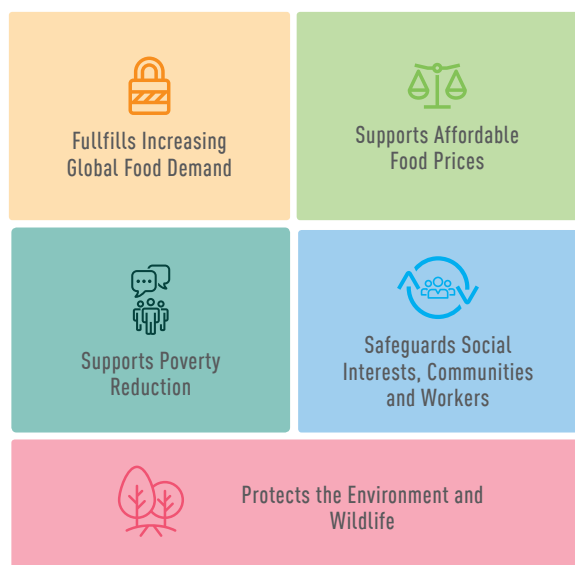 Fullfills Increasing
Global Food Demand
Supports Affordable
Food Prices
Supports Poverty
Reduction
Safeguards Social
Interests, Communities
and Workers
Protects the Environment and
Wildlife